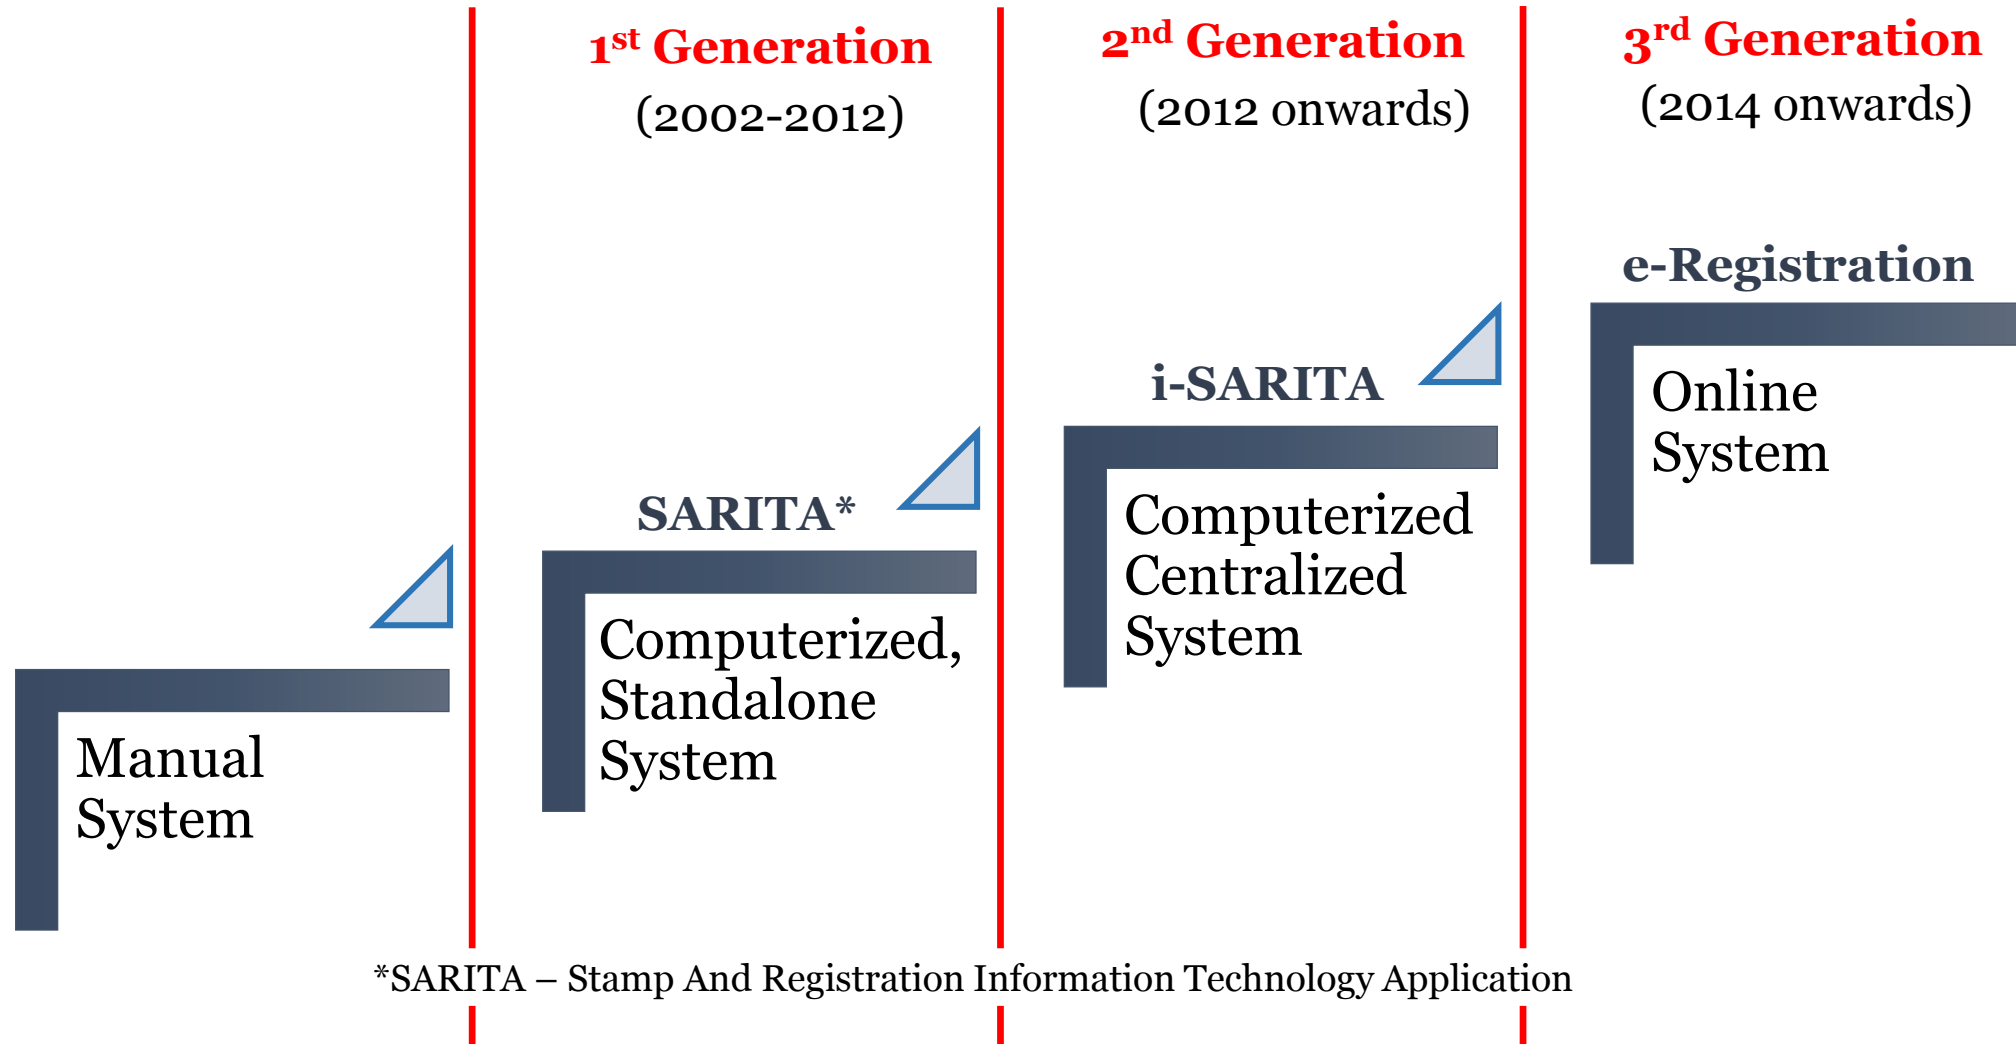 1st Generation
(2002-2012)
2nd Generation
(2012 onwards)
3rd Generation
(2014 onwards)
Manual
System
SARITA*
Computerized,
Standalone
System
i-SARITA
Computerized
Centralized
System
e-Registration
Online
System
*SARITA – Stamp And Registration Information Technology Application